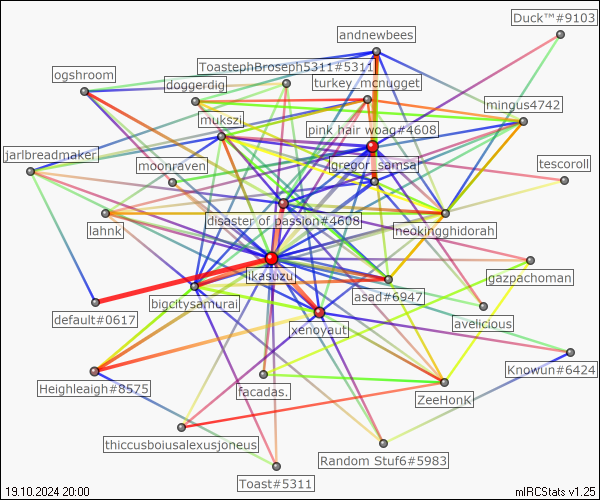 Duck™#9103
andnewbees
ToastephBroseph5311#5311
ogshroom
doggerdig
turkey_mcnugget
mingus4742
mukszi
pink hair woag#4608
jarlbreadmaker
moonraven
gregor_samsa
tescoroll
lahnk
disaster of passion#4608
neokingghidorah
ikasuzu
gazpachoman
bigcitysamurai
asad#6947
default#0617
avelicious
xenoyaut
Knowun#6424
Heighleaigh#8575
facadas.
ZeeHonK
thiccusboiusalexusjoneus
Random Stuf6#5983
Toast#5311
19.10.2024 20:00
mIRCStats v1.25